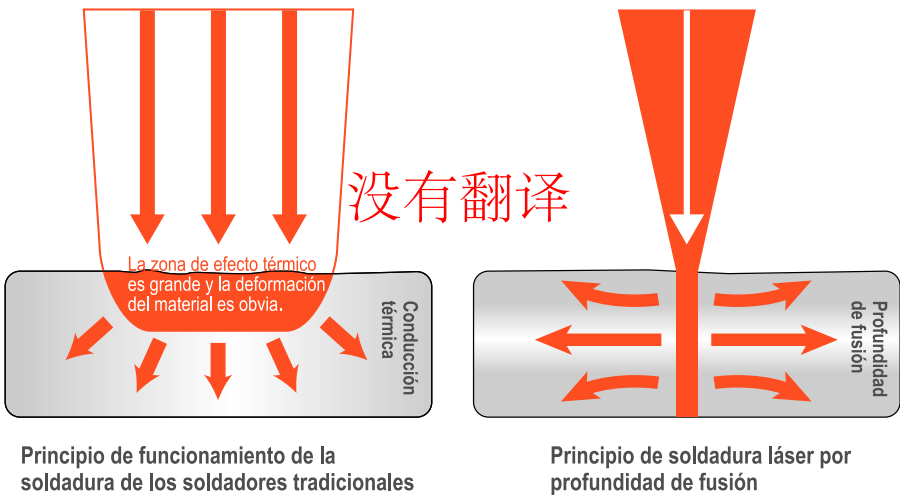 没有翻译
La zona de efecto térmico
es grande y la deformación
del material es obvia.
Conducción
térmica
Profundidad
de fusión
Principio de funcionamiento de la
soldadura de los soldadores tradicionales
Principio de soldadura láser por
profundidad de fusión